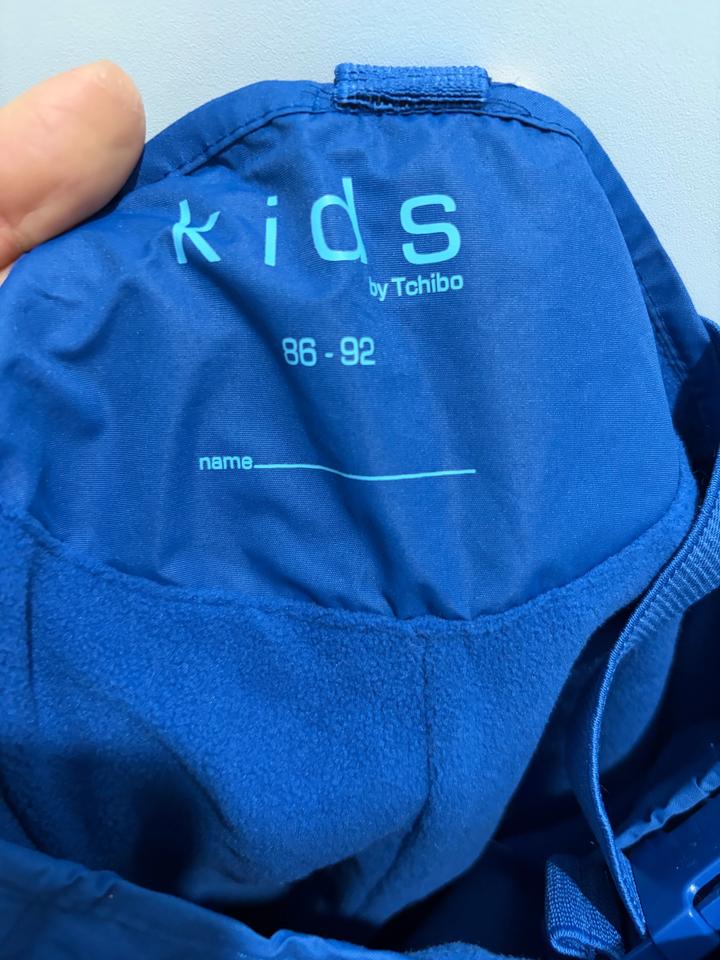 kids
by Tchibo
86 - 92
name